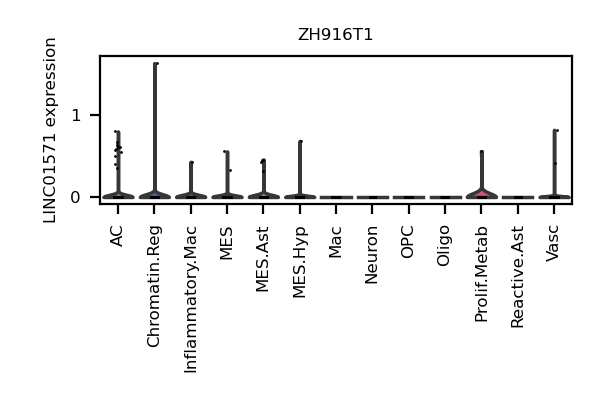 ZH916T1
LINC01571 expression
1
0
AC
Chromatin.Reg
Inflammatory.Mac
MES
MES.Ast
MES.Hyp
Mac
Neuron
OPC
Oligo
Prolif.Metab
Reactive.Ast
Vasc